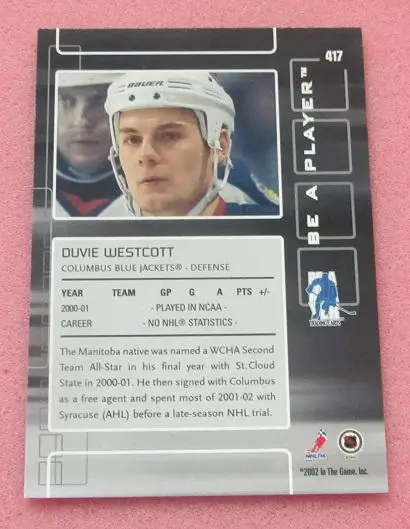 417
BE A PLAYER™
BAUER
DUVIE WESTCOTT
COLUMBUS BLUE JACKETS® - DEFENSE
YEAR TEAM GP G A PTS +/-
2000-01 - PLAYED IN NCAA -
CAREER - NO NHL® STATISTICS -
The Manitoba native was named a WCHA Second
Team All-Star in his final year with St. Cloud
State in 2000-01. He then signed with Columbus
as a free agent and spent most of 2001-02 with
Syracuse (AHL) before a late-season NHL trial.
NHLPA
©2002 In The Game, Inc.